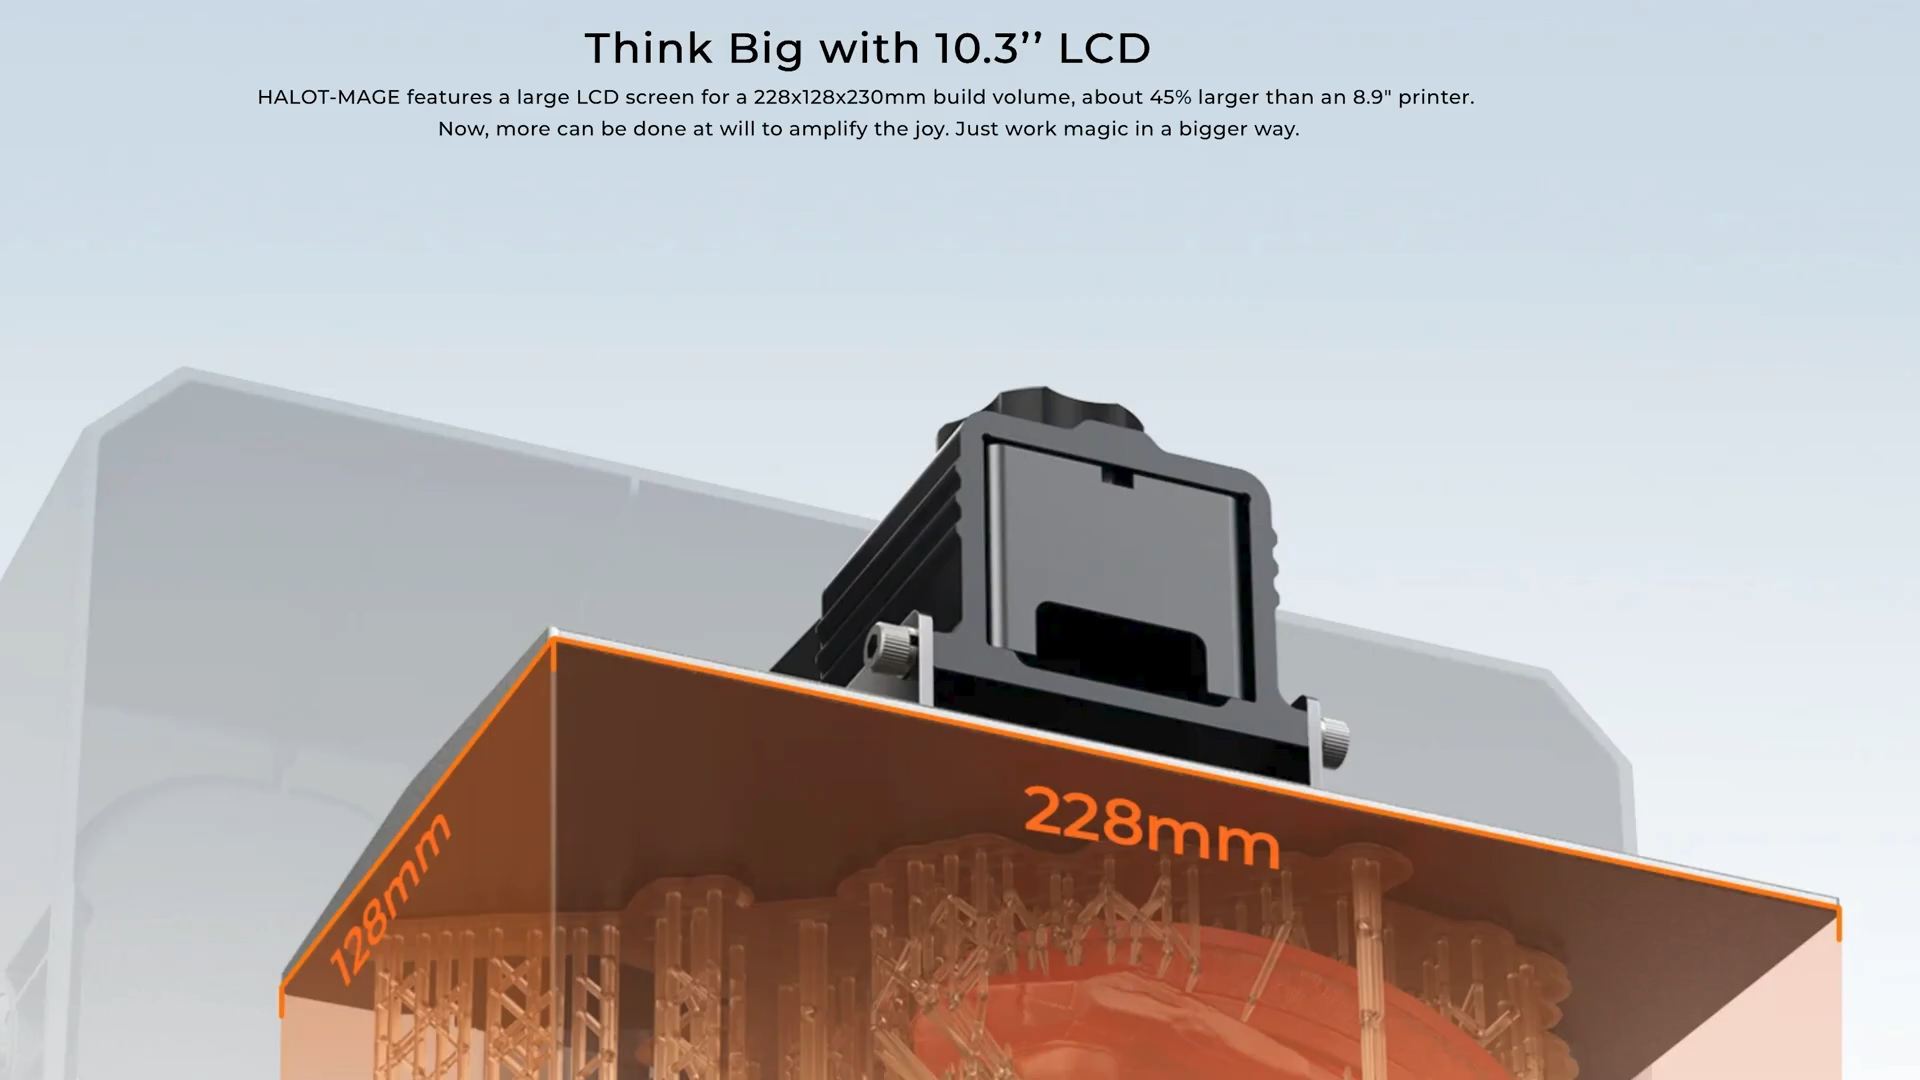 Think Big with 10.3’’ LCD
HALOT-MAGE features a large LCD screen for a 228x128x230mm build volume, about 45% larger than an 8.9" printer.
Now, more can be done at will to amplify the joy. Just work magic in a bigger way.
228mm
128mm